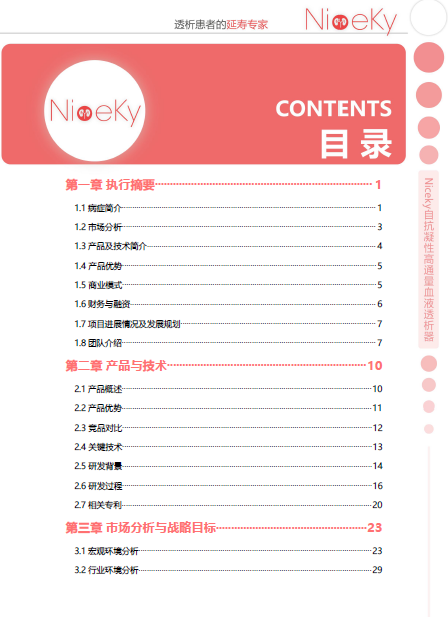 透析患者的延寿专家
NiceKy
NiceKy
CONTENTS
目录
第一章 执行摘要 1
1.1 病症简介 1
1.2 市场分析 3
1.3 产品及技术简介 4
1.4 产品优势 5
1.5 商业模式 5
1.6 财务与融资 6
1.7 项目进展情况及发展规划 7
1.8 团队介绍 7
第二章 产品与技术 10
2.1 产品概述 10
2.2 产品优势 11
2.3 竞品对比 12
2.4 关键技术 13
2.5 研发背景 14
2.6 研发过程 16
2.7 相关专利 20
第三章 市场分析与战略目标 23
3.1 宏观环境分析 23
3.2 行业环境分析 29
Niceky自抗凝性高通量血液透析器